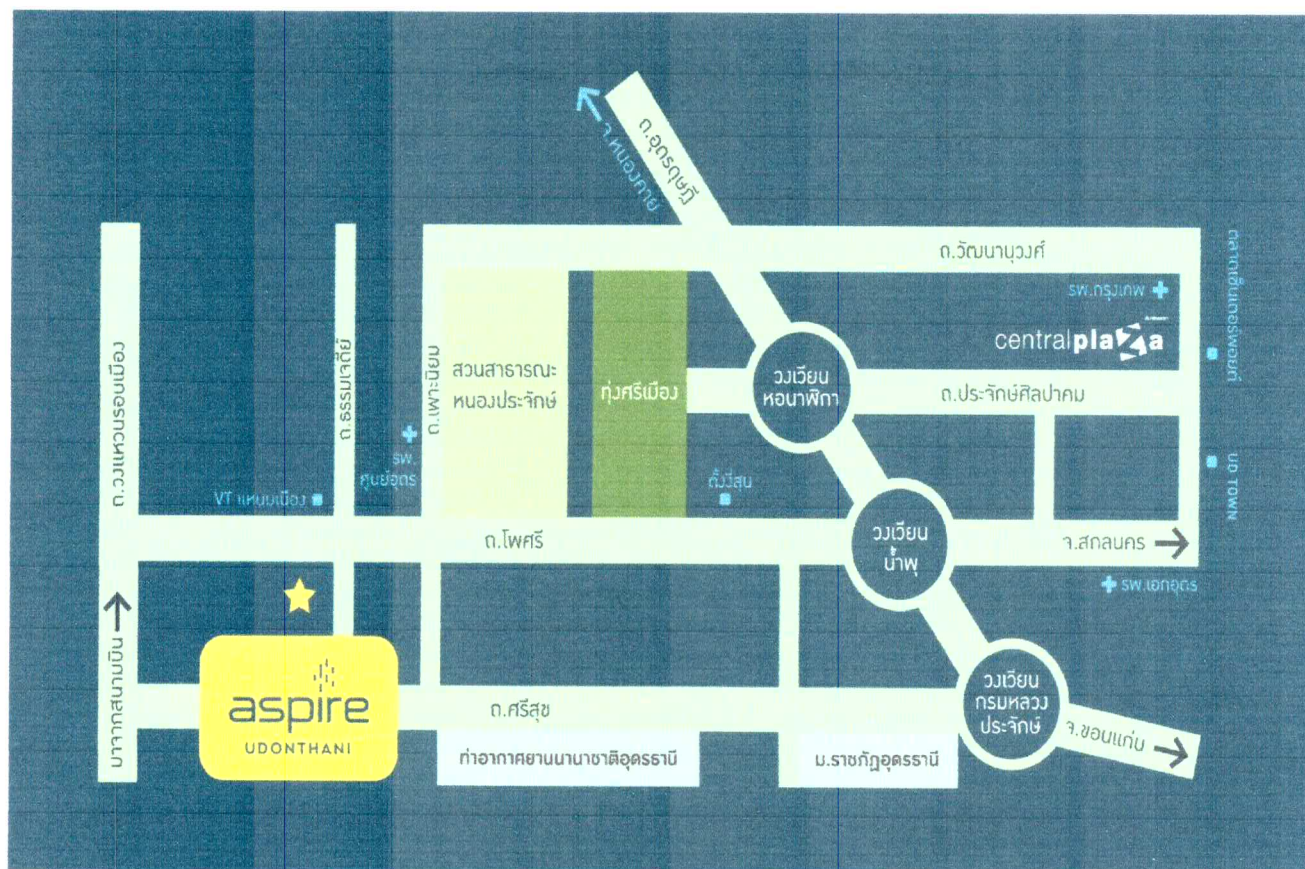 ถ.อุดรดุษฎี
จ.หนองคาย
ถ.วัฒนานุวงศ์
รพ.กรุงเทพ
centralplaza
ตลาดเซ็นเตอร์พอยท์
ถ.วงแหวนรอบเมือง
ถ.ธรรมเจดีย์
ถ.เพาะนิยม
สวนสาธารณะ
หนองประจักษ์
ทุ่งศรีเมือง
วงเวียน
หอนาฬิกา
ถ.ประจักษ์ศิลปาคม
รพ.
ศูนย์อุดร
VT แหนมเนือง
ตั้งงี่สุน
UD TOWN
ถ.โพศรี
วงเวียน
น้ำพุ
จ.สกลนคร
รพ.เอกอุดร
มาจากสนามบิน
aspire
UDONTHANI
ถ.ศรีสุข
วงเวียน
กรมหลวง
ประจักษ์
จ.ขอนแก่น
ท่าอากาศยานนานาชาติอุดรธานี
ม.ราชภัฏอุดรธานี